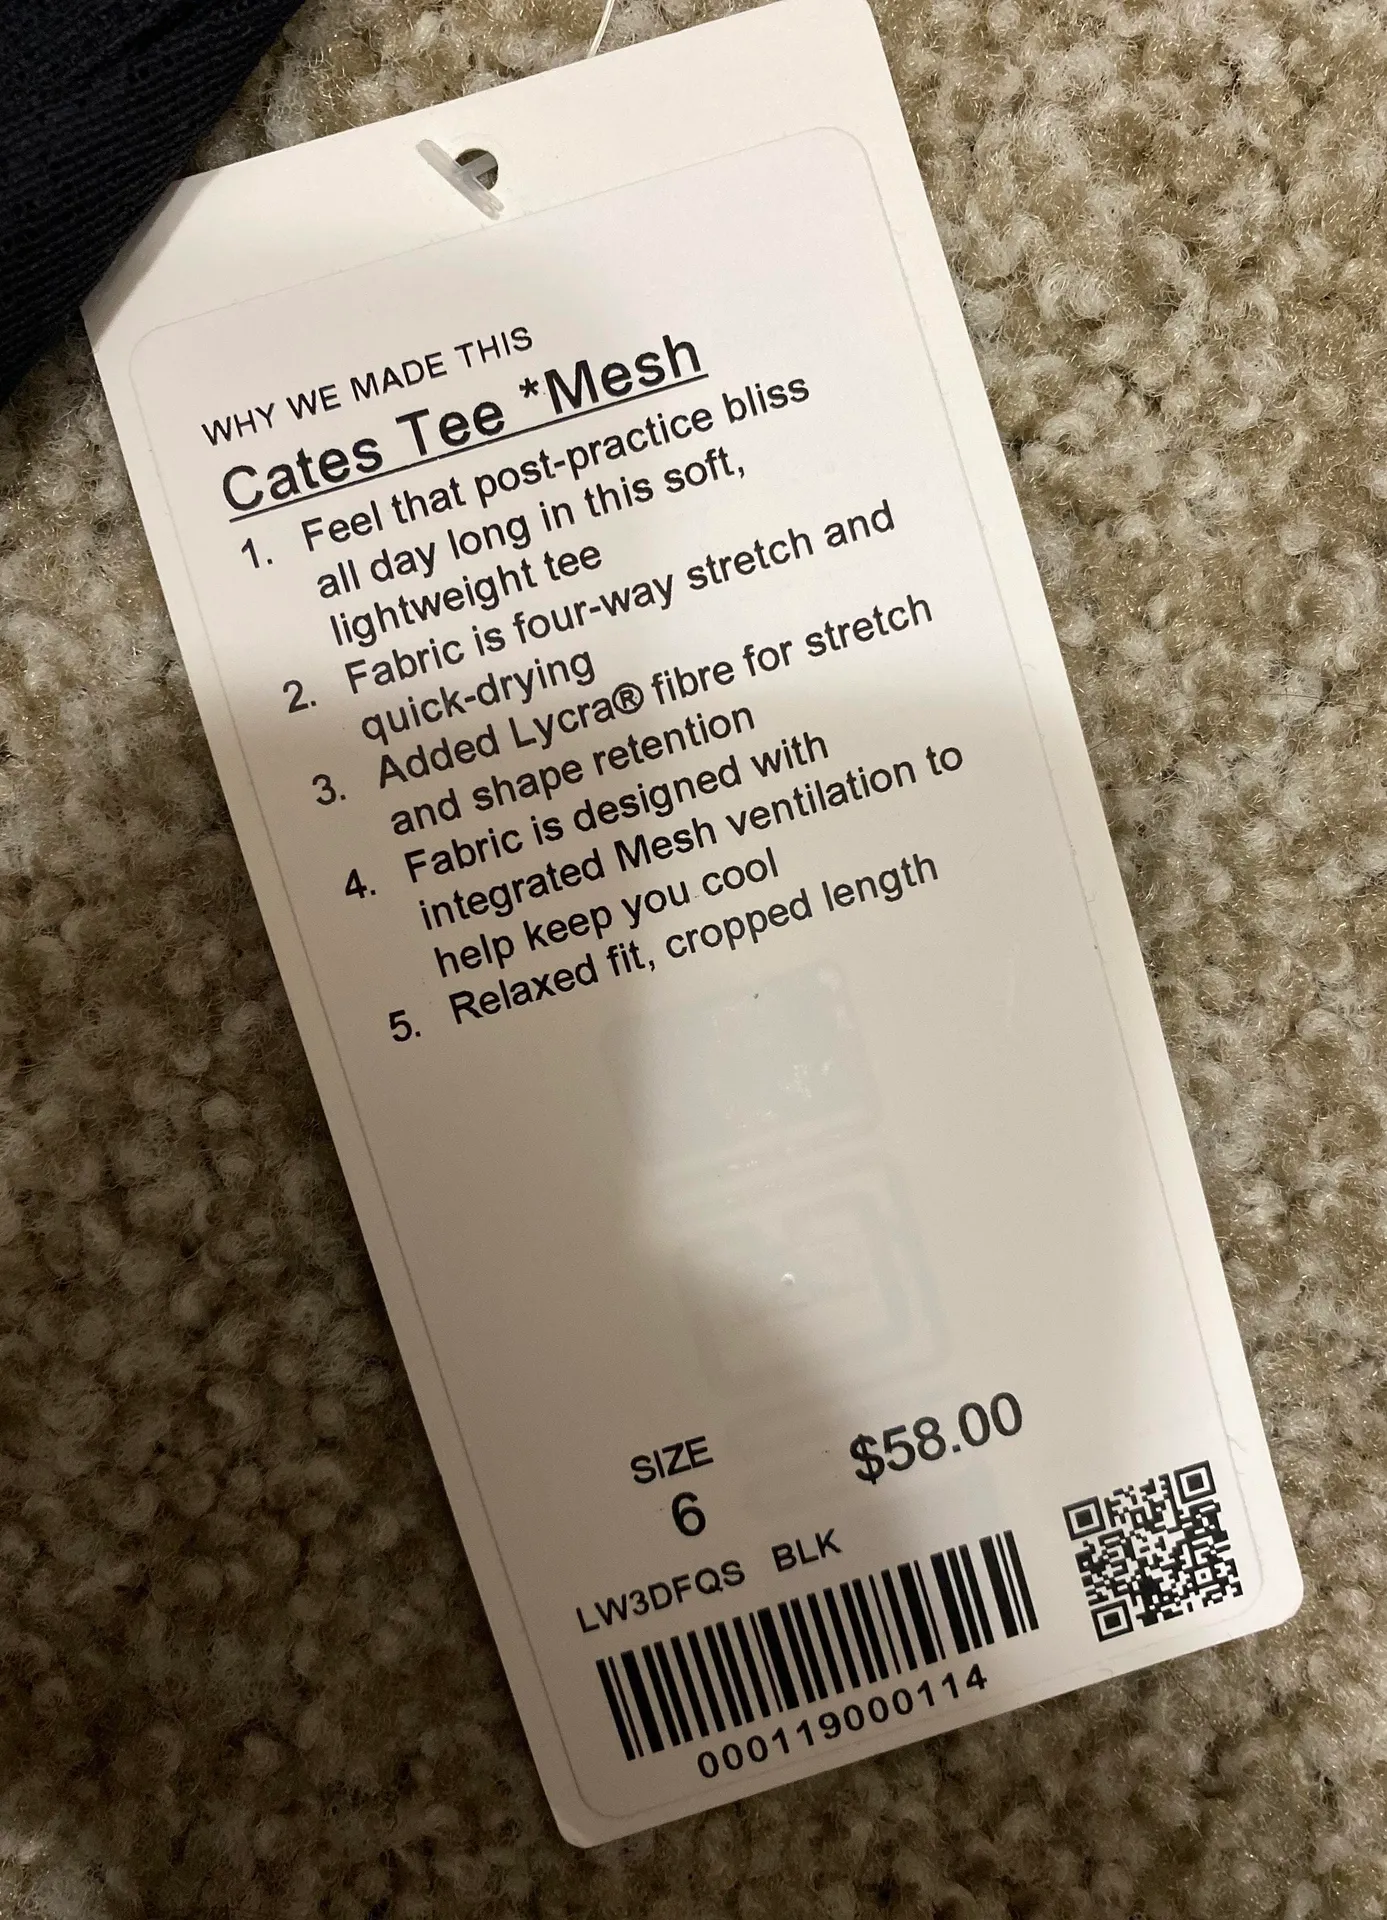 WHY WE MADE THIS
Cates Tee *Mesh
1. Feel that post-practice bliss
all day long in this soft,
lightweight tee
2. Fabric is four-way stretch and
quick-drying
3. Added Lycra® fibre for stretch
and shape retention
4. Fabric is designed with
integrated Mesh ventilation to
help keep you cool
5. Relaxed fit, cropped length
SIZE
6
$58.00
LW3DFQS BLK
000119000114